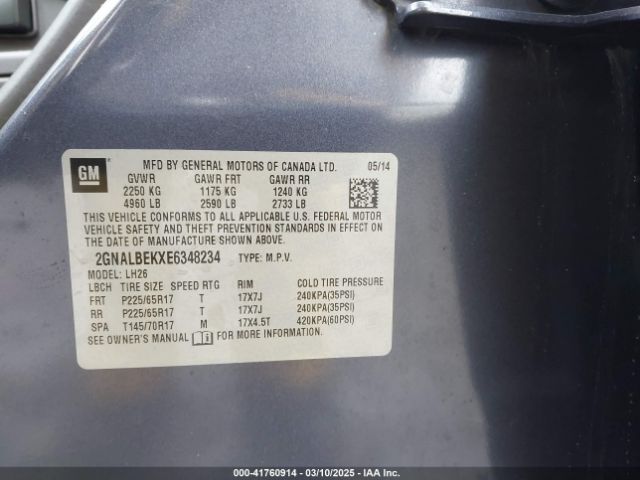 GM
MFD BY GENERAL MOTORS OF CANADA LTD. 05/14
GVWR GAWR FRT GAWR RR
2250 KG 1175 KG 1240 KG
4960 LB 2590 LB 2733 LB
THIS VEHICLE CONFORMS TO ALL APPLICABLE U.S. FEDERAL MOTOR
VEHICLE SAFETY AND THEFT PREVENTION STANDARDS IN EFFECT ON
THE DATE OF MANUFACTURE SHOWN ABOVE.
2GNALBEKXE6348234 TYPE: M.P.V.
MODEL: LH26
LBCH TIRE SIZE SPEED RTG RIM COLD TIRE PRESSURE
FRT P225/65R17 T 17X7J 240KPA(35PSI)
RR P225/65R17 T 17X7J 240KPA(35PSI)
SPA T145/70R17 M 17X4.5T 420KPA(60PSI)
SEE OWNER'S MANUAL FOR MORE INFORMATION.
000-41760914 - 03/10/2025 - IAA